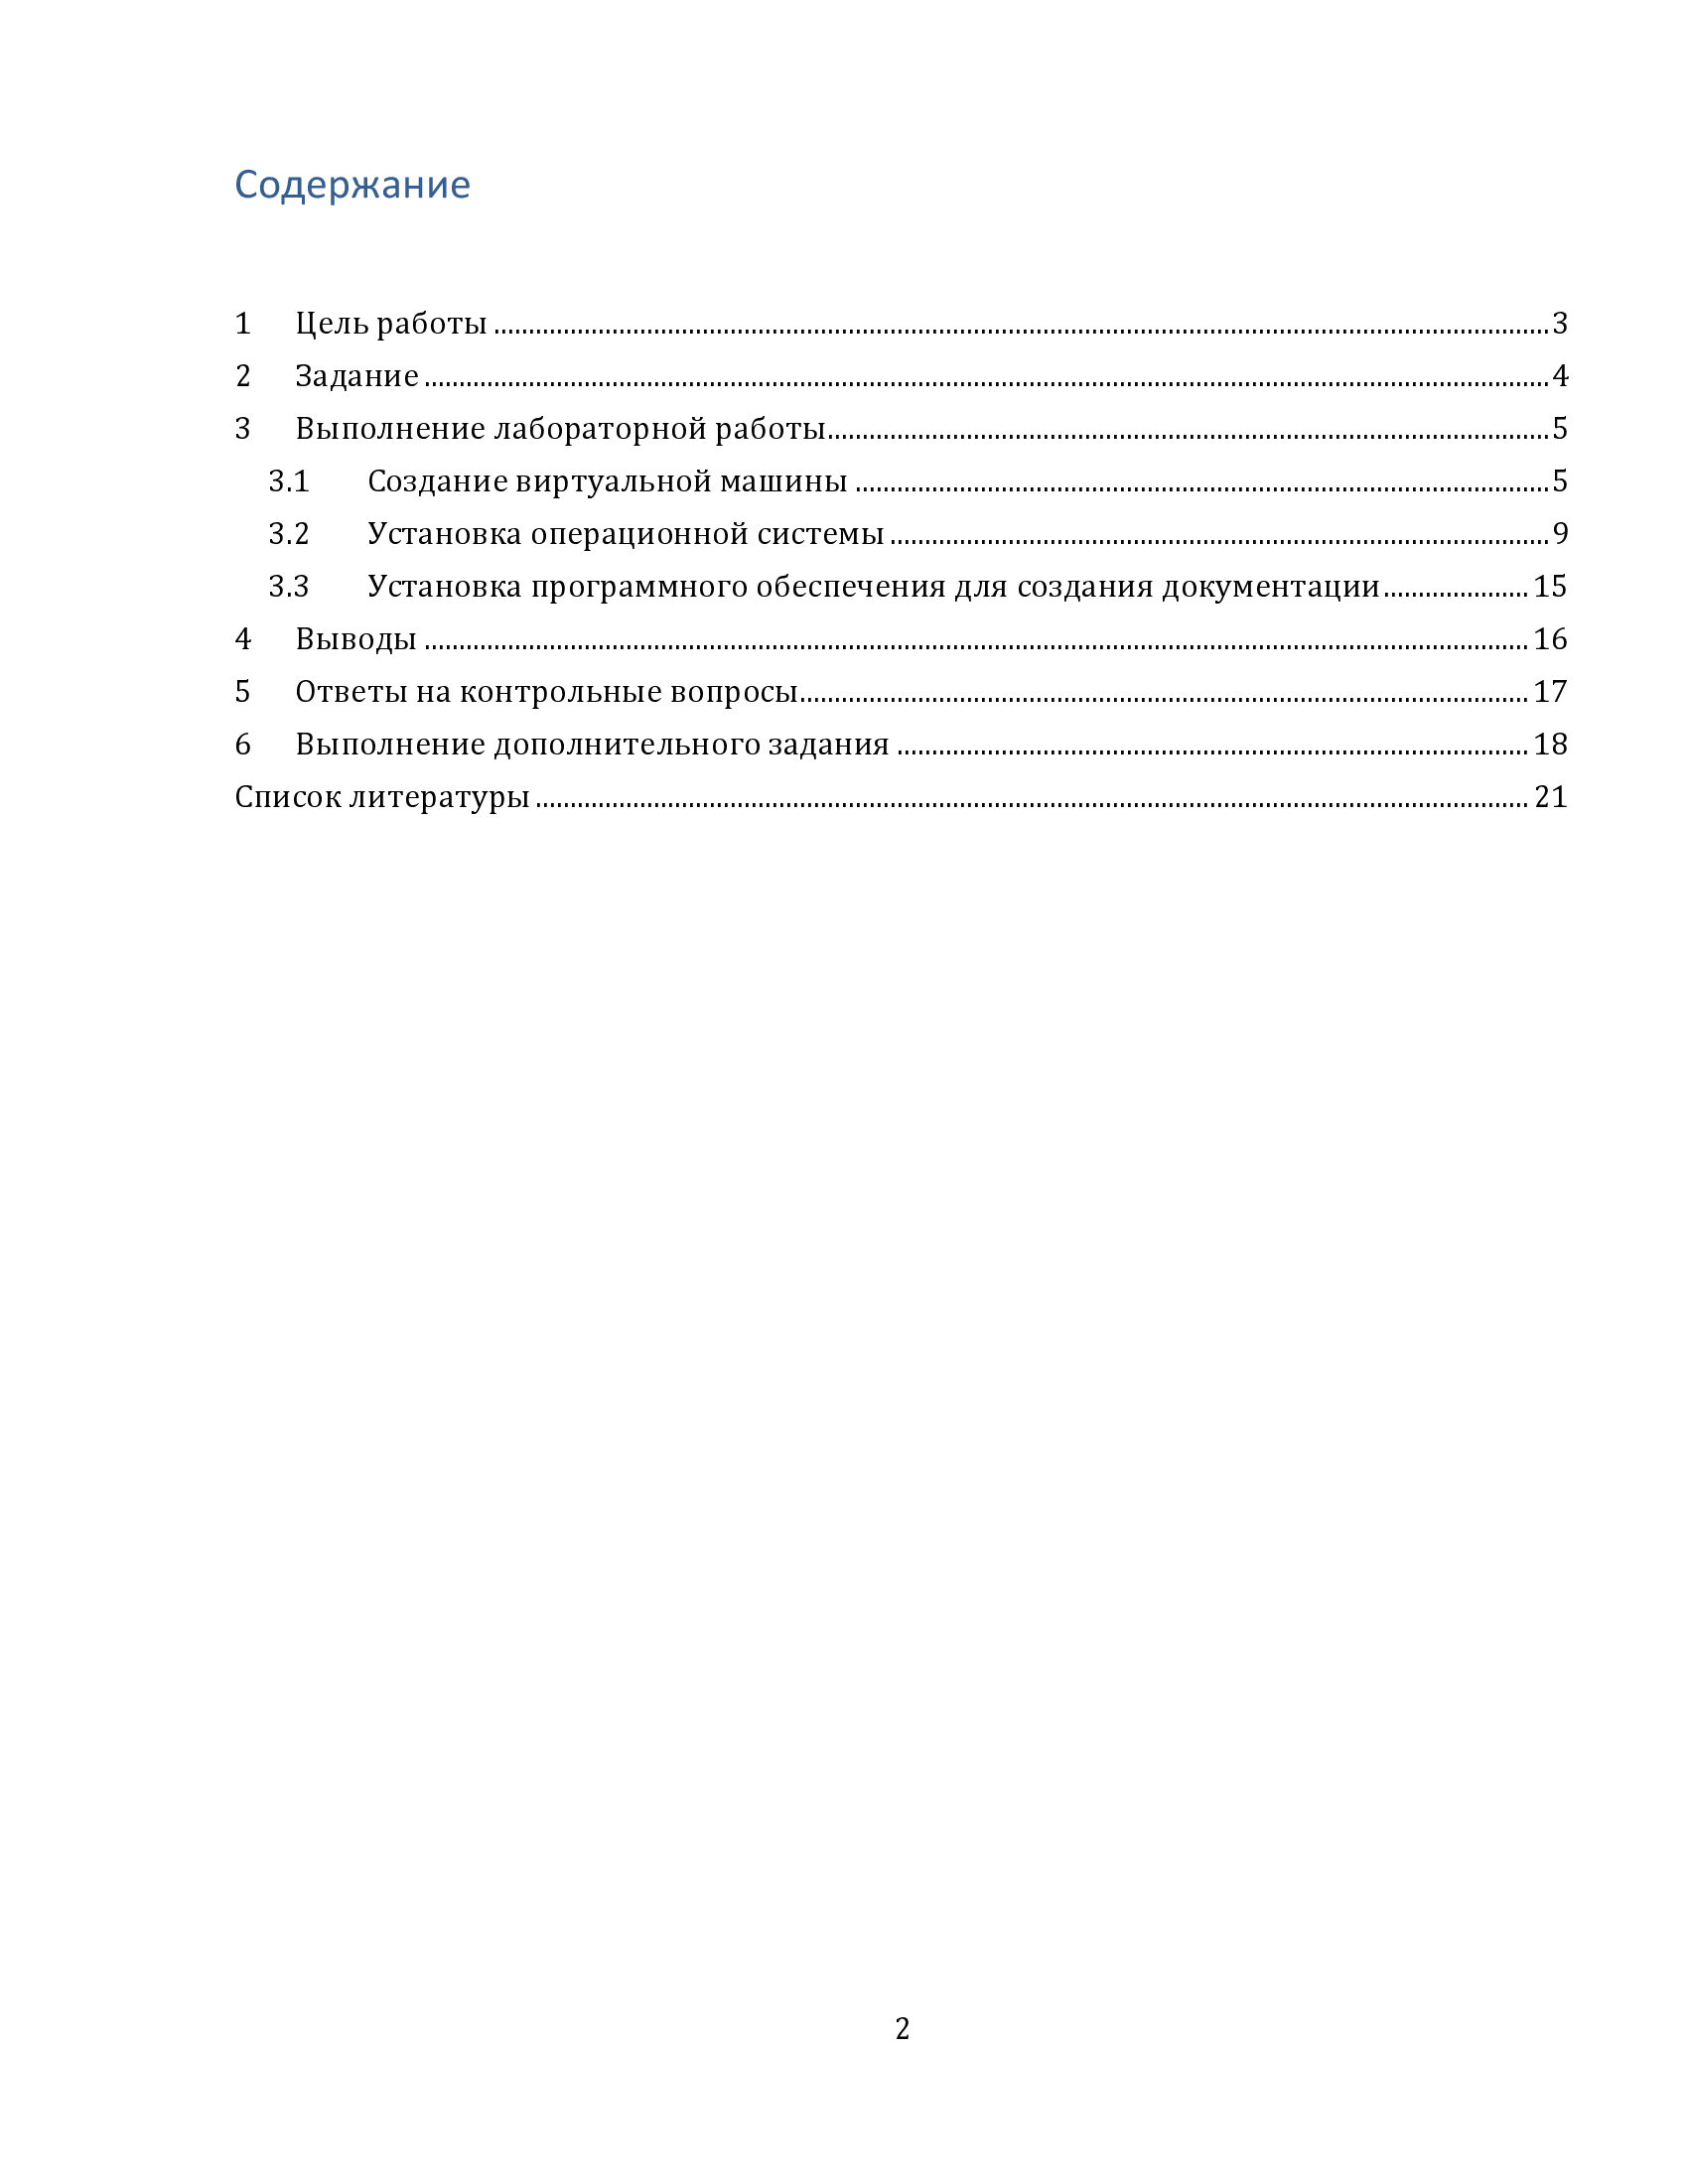 Содержание
1 Цель работы ........ 3
2 Задание ........ 4
3 Выполнение лабораторной работы ........ 5
3.1 Создание виртуальной машины ........ 5
3.2 Установка операционной системы ........ 9
3.3 Установка программного обеспечения для создания документации ........ 15
4 Выводы ........ 16
5 Ответы на контрольные вопросы ........ 17
6 Выполнение дополнительного задания ........ 18
Список литературы ........ 21
2